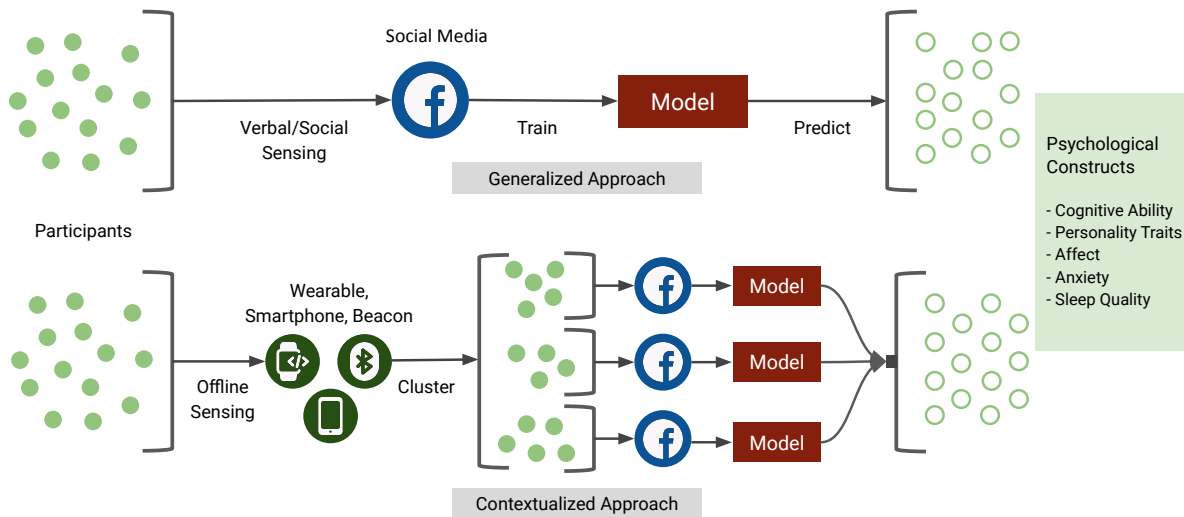 Social Media
Model
Verbal/Social
Sensing
Train
Predict
Generalized Approach
Psychological
Constructs
- Cognitive Ability
- Personality Traits
- Affect
- Anxiety
- Sleep Quality
Participants
Wearable,
Smartphone, Beacon
Offline
Sensing
Cluster
Model
Model
Model
Contextualized Approach